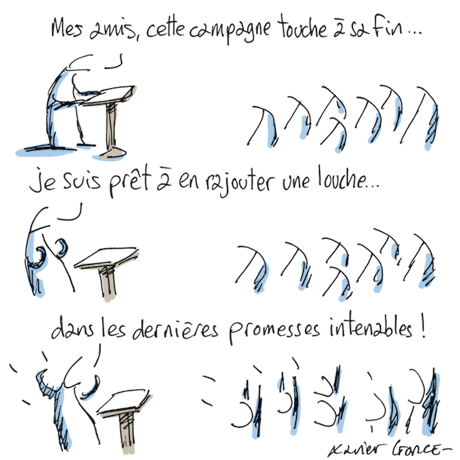 Mes amis, cette campagne touche à sa fin...
je suis prêt à en rajouter une louche...
dans les dernières promesses intenables !
Xavier GORCE-